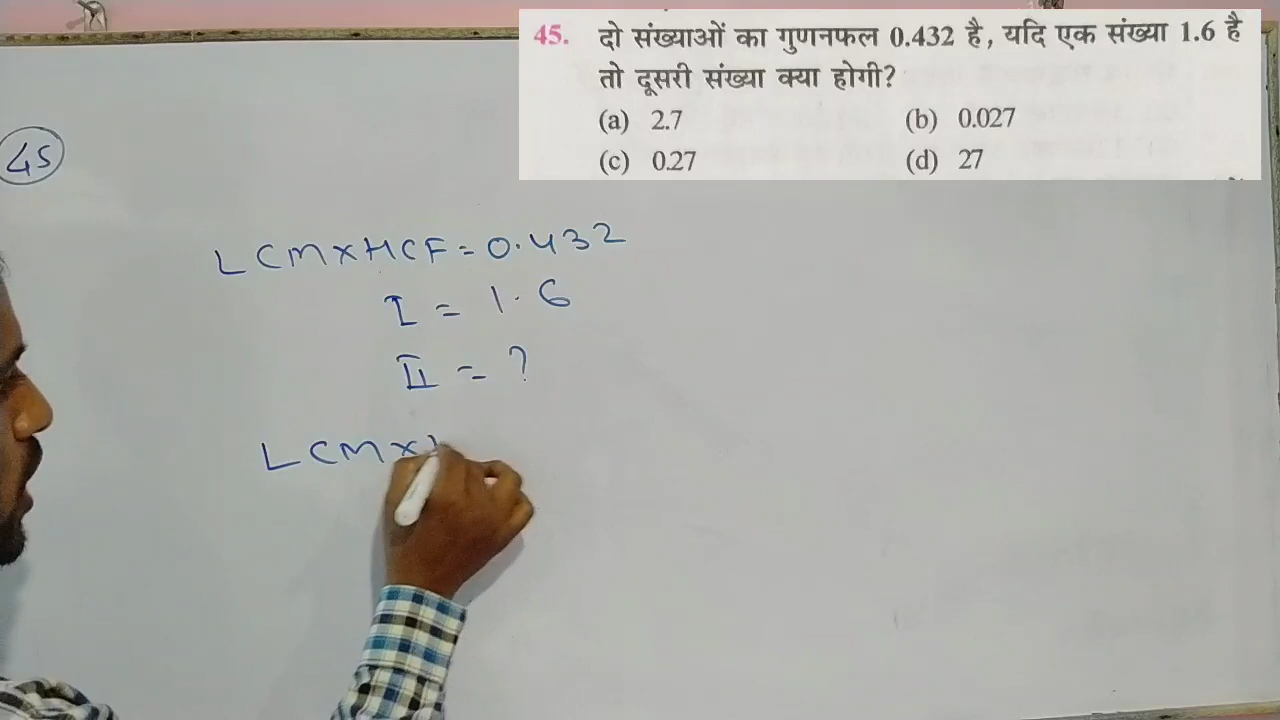 45. दो संख्याओं का गुणनफल 0.432 है, यदि एक संख्या 1.6 है
तो दूसरी संख्या क्या होगी?
(a) 2.7 (b) 0.027
(c) 0.27 (d) 27
45
LCM×HCF=0.432
I = 1.6
II = ?
LCM×